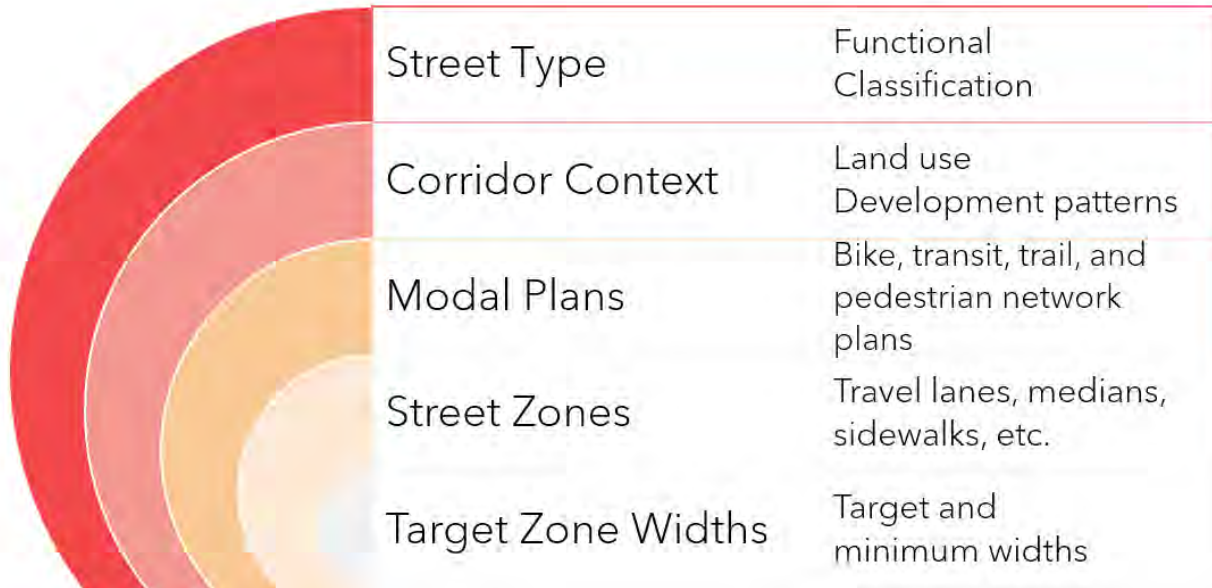 Street Type
Functional
Classification
Corridor Context
Land use
Development patterns
Modal Plans
Bike, transit, trail, and
pedestrian network
plans
Street Zones
Travel lanes, medians,
sidewalks, etc.
Target Zone Widths
Target and
minimum widths